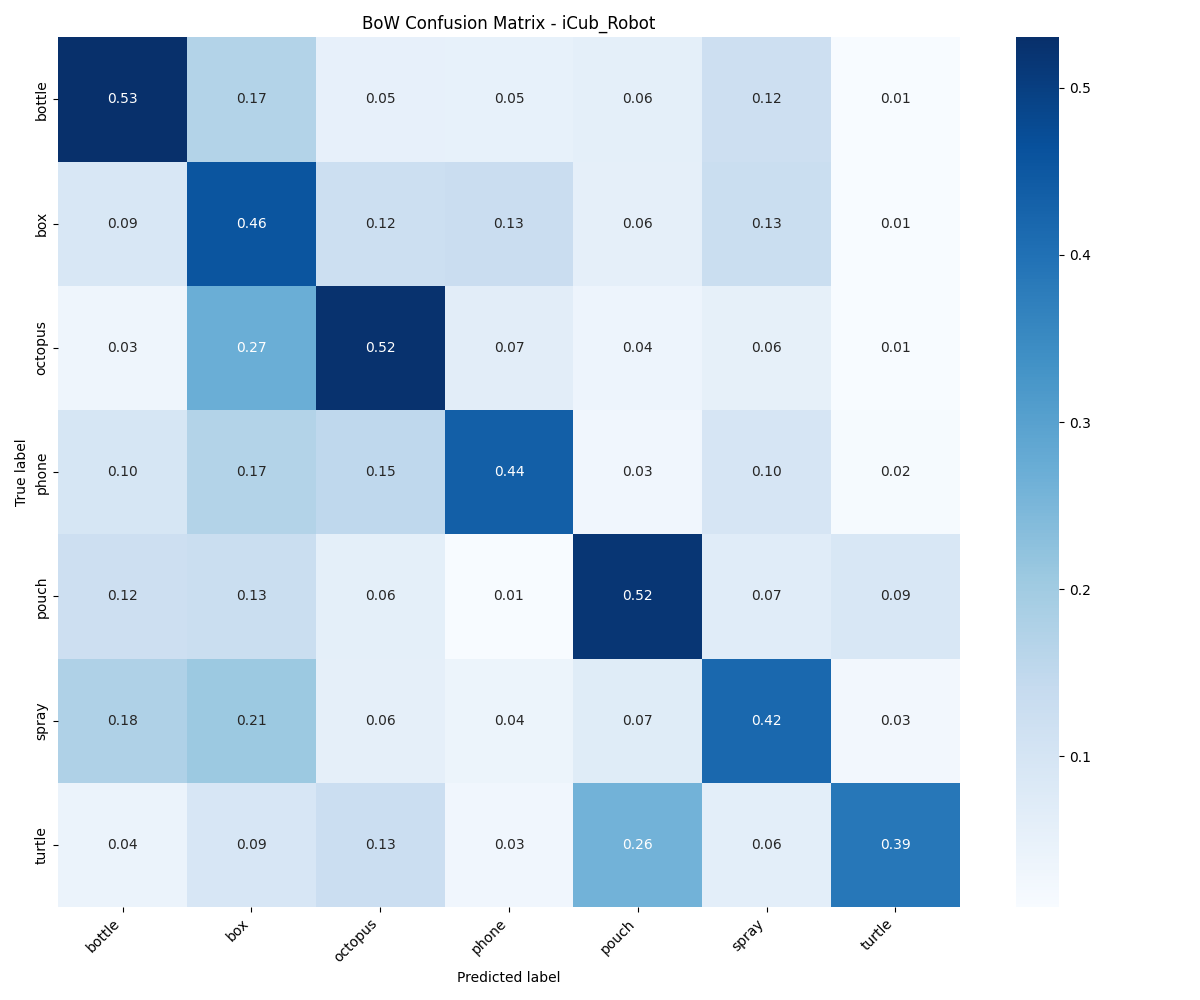 BoW Confusion Matrix - iCub_Robot
bottle 0.53 0.17 0.05 0.05 0.06 0.12 0.01
box 0.09 0.46 0.12 0.13 0.06 0.13 0.01
octopus 0.03 0.27 0.52 0.07 0.04 0.06 0.01
phone 0.10 0.17 0.15 0.44 0.03 0.10 0.02
pouch 0.12 0.13 0.06 0.01 0.52 0.07 0.09
spray 0.18 0.21 0.06 0.04 0.07 0.42 0.03
turtle 0.04 0.09 0.13 0.03 0.26 0.06 0.39
bottle box octopus phone pouch spray turtle
True label
Predicted label
0.5
0.4
0.3
0.2
0.1